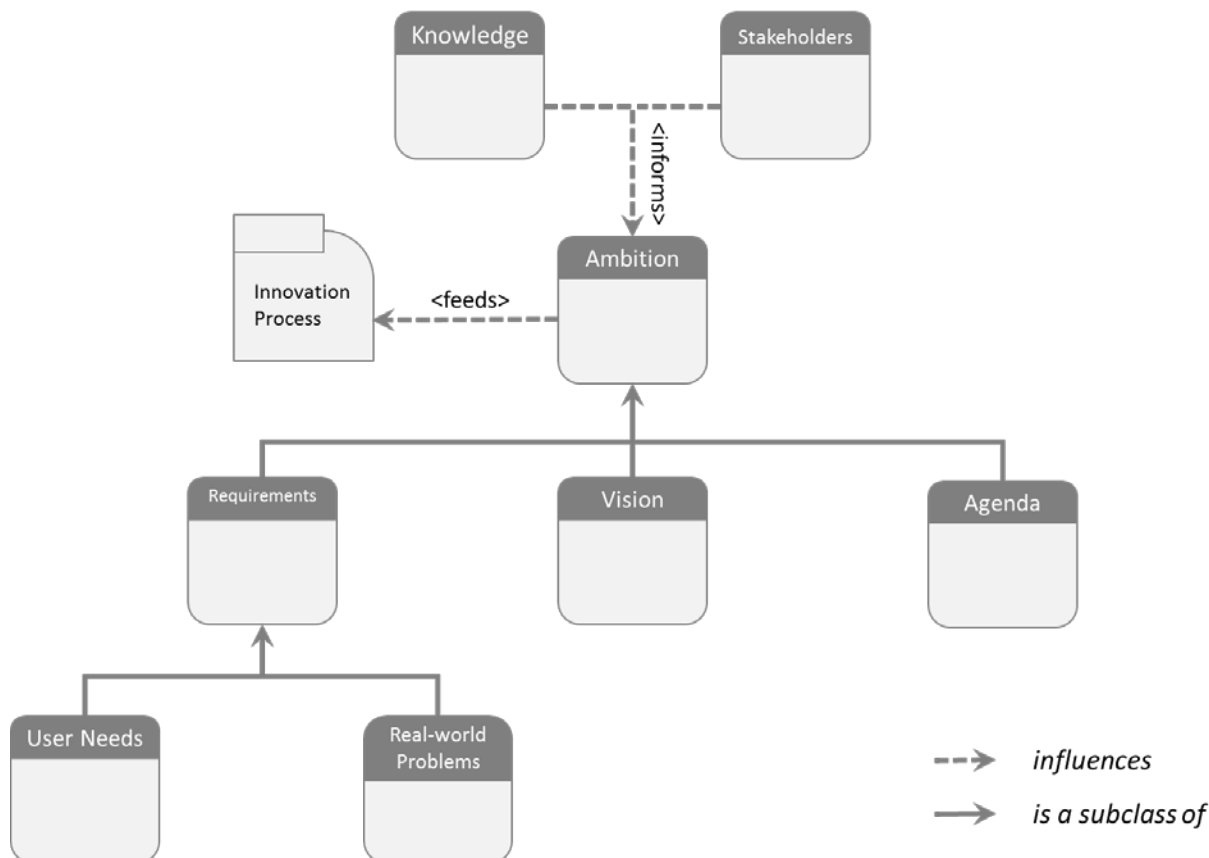 Knowledge
Stakeholders
<informs>
Ambition
Innovation
Process
<feeds>
Requirements
Vision
Agenda
User Needs
Real-world
Problems
influences
is a subclass of